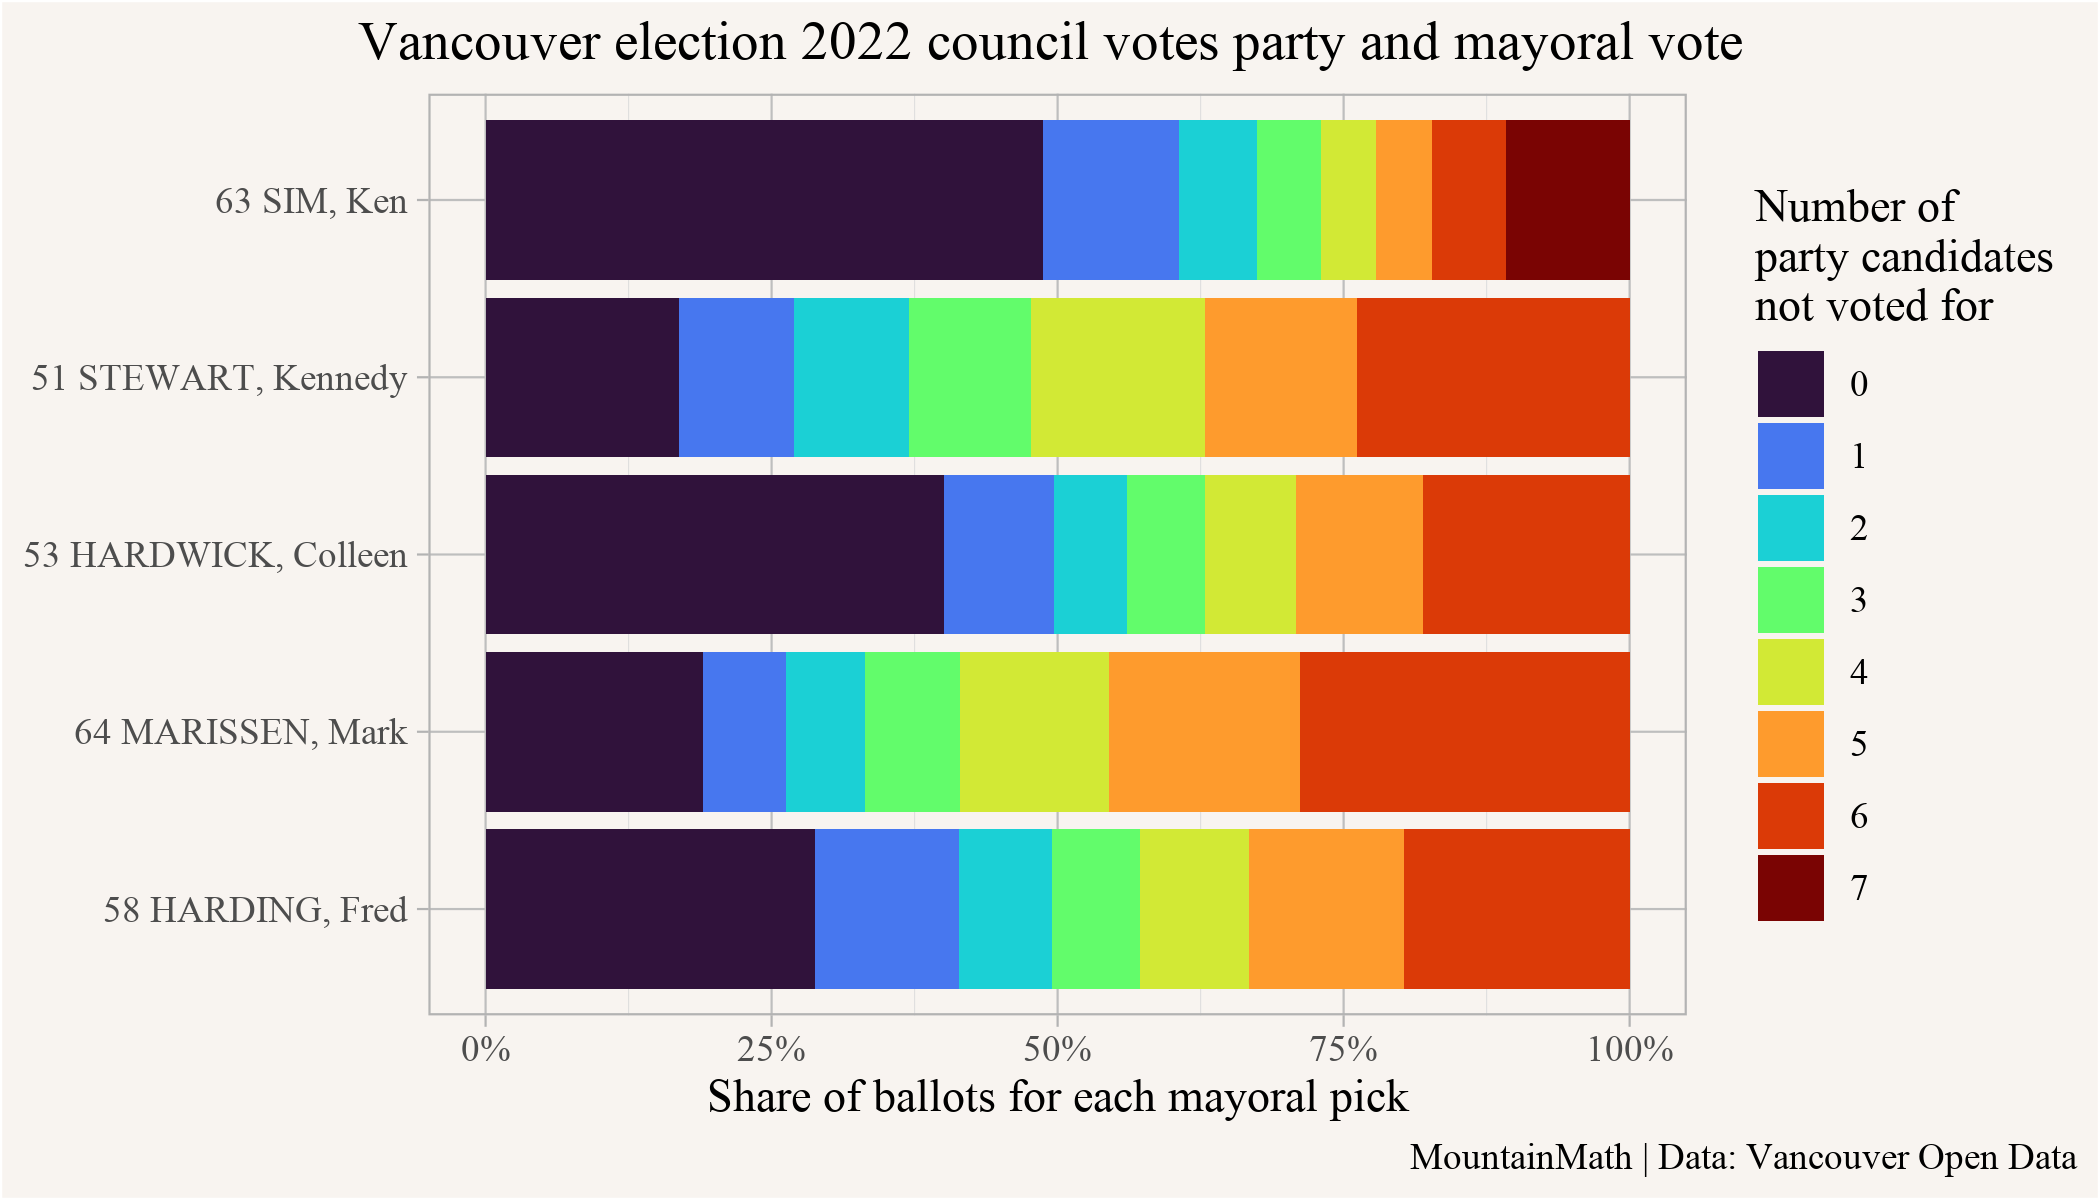 Vancouver election 2022 council votes party and mayoral vote
63 SIM, Ken
51 STEWART, Kennedy
53 HARDWICK, Colleen
64 MARISSEN, Mark
58 HARDING, Fred
0%
25%
50%
75%
100%
Share of ballots for each mayoral pick
Number of
party candidates
not voted for
0
1
2
3
4
5
6
7
MountainMath | Data: Vancouver Open Data